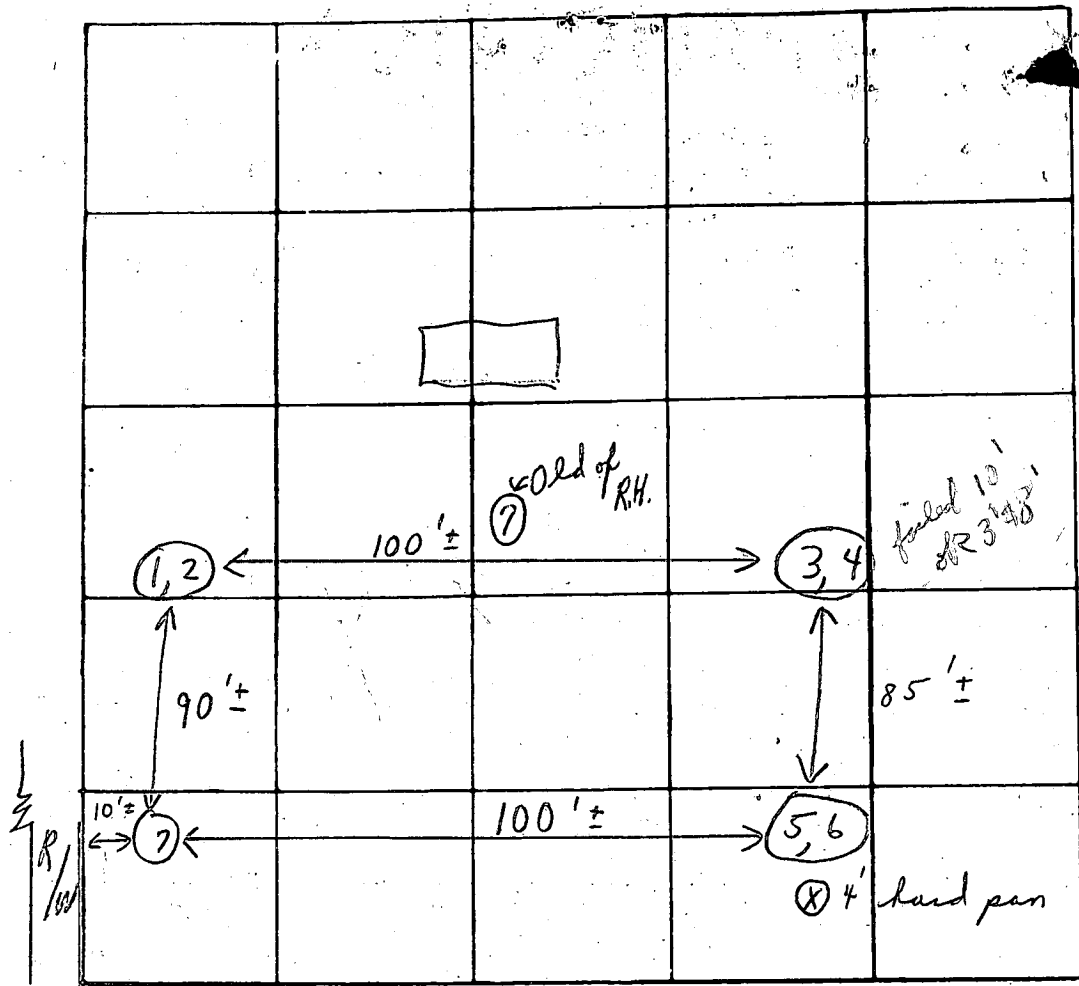 7
Old of
R.H.
100'±
1, 2
3, 4
failed 10'
90'±
85'±
10'±
R/W
7
100'±
5, 6
X 4' hard pan